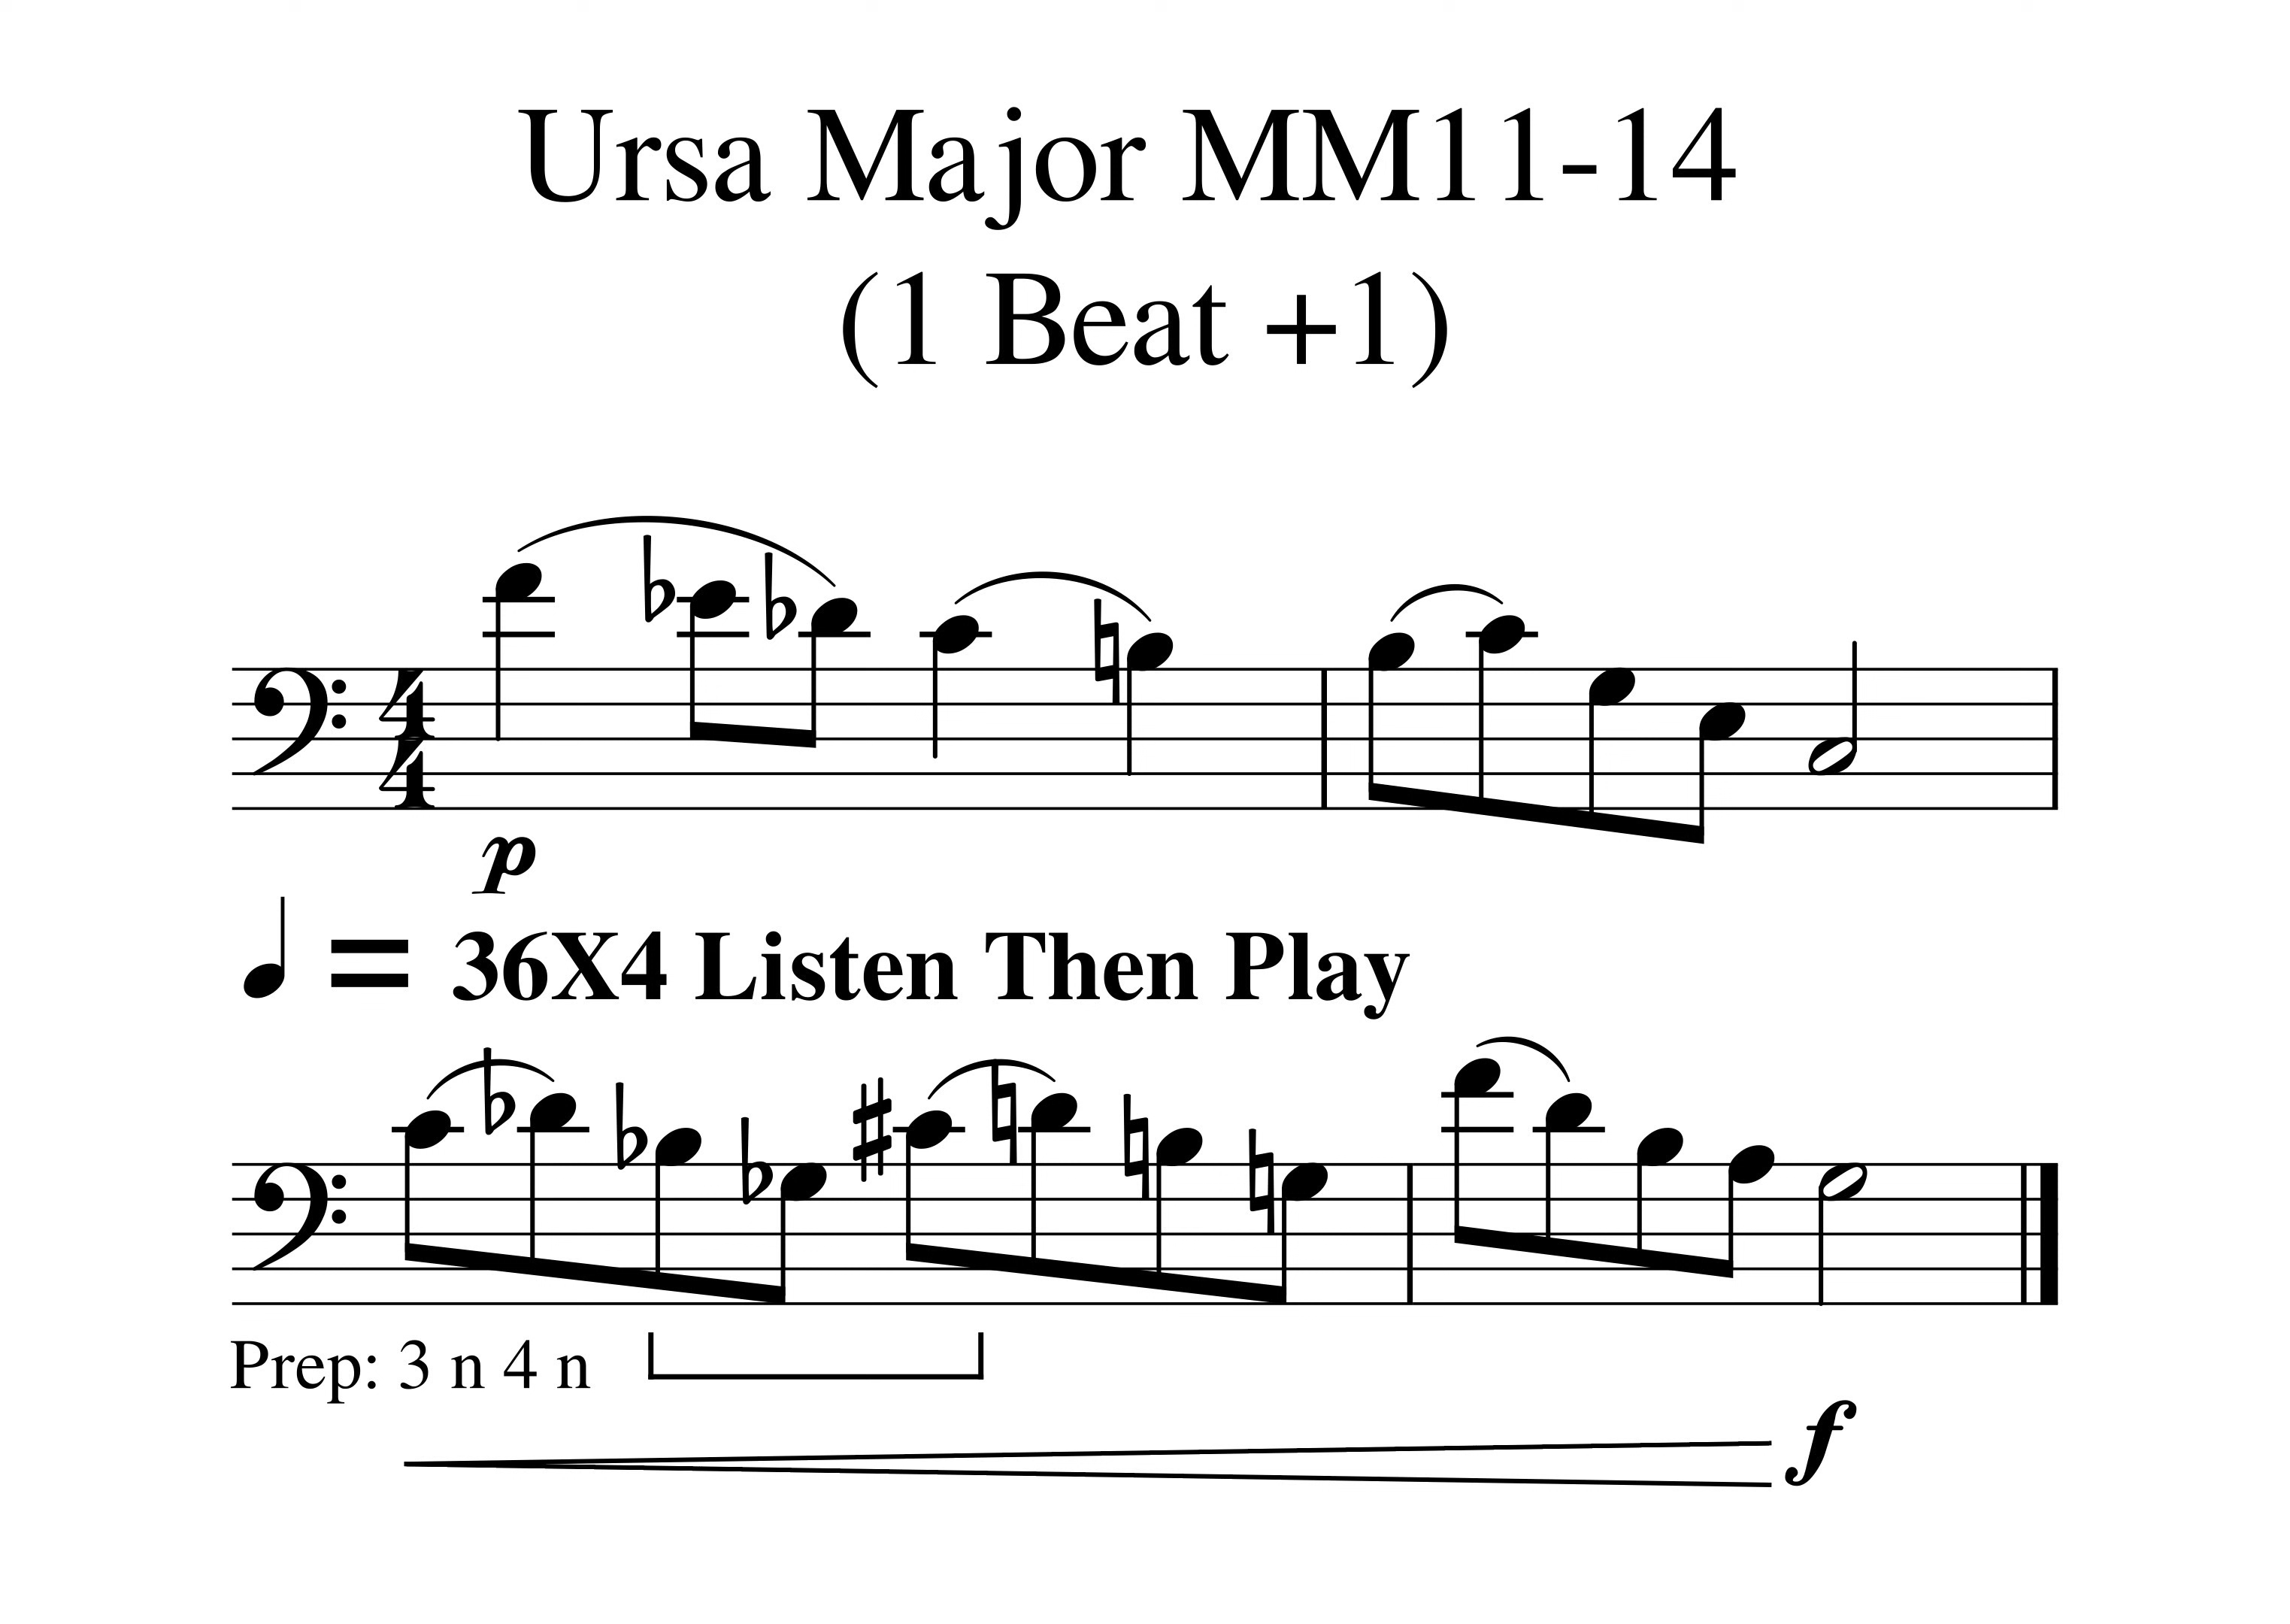 Ursa Major MM11-14
(1 Beat +1)
p
= 36X4 Listen Then Play
Prep: 3 n 4 n
f